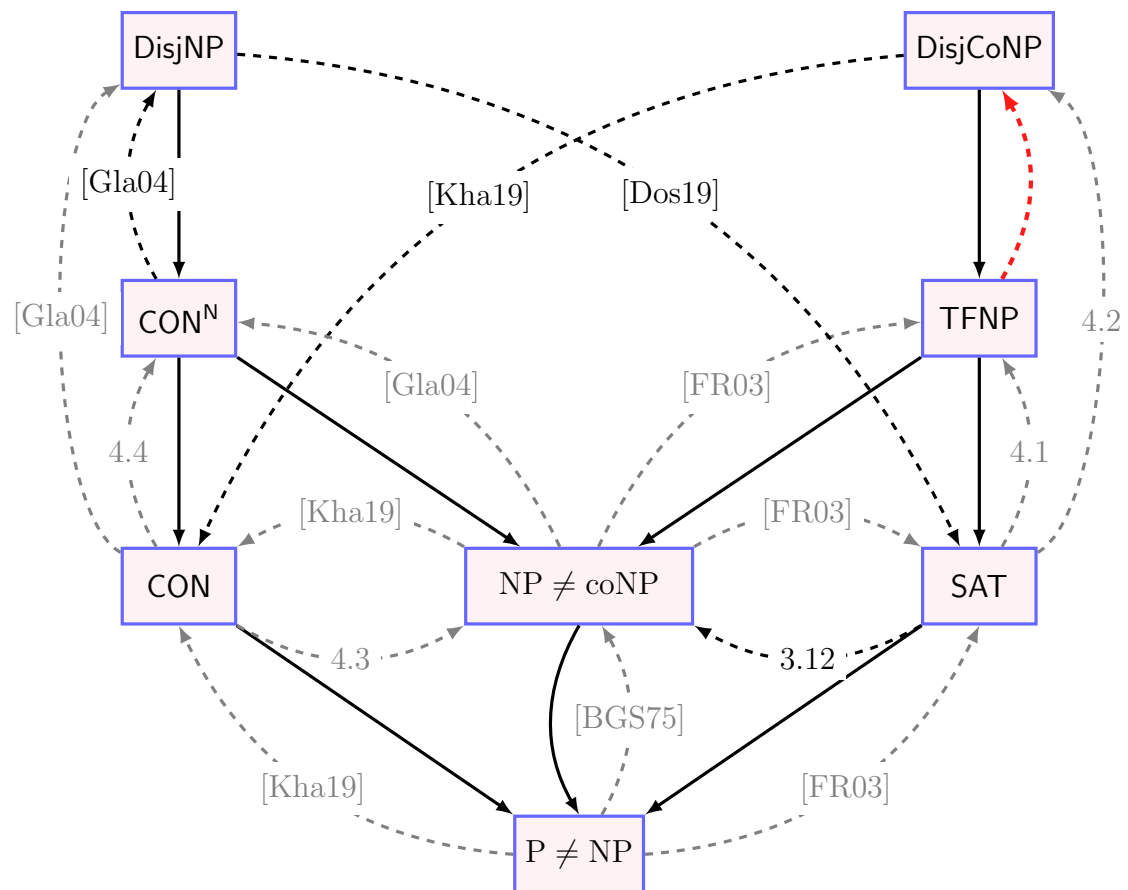 DisjNP
DisjCoNP
[Gla04]
[Kha19]
[Dos19]
[Gla04]
CON^N
TFNP
4.2
[Gla04]
[FR03]
4.4
4.1
[Kha19]
[FR03]
CON
NP ≠ coNP
SAT
4.3
3.12
[BGS75]
[Kha19]
[FR03]
P ≠ NP